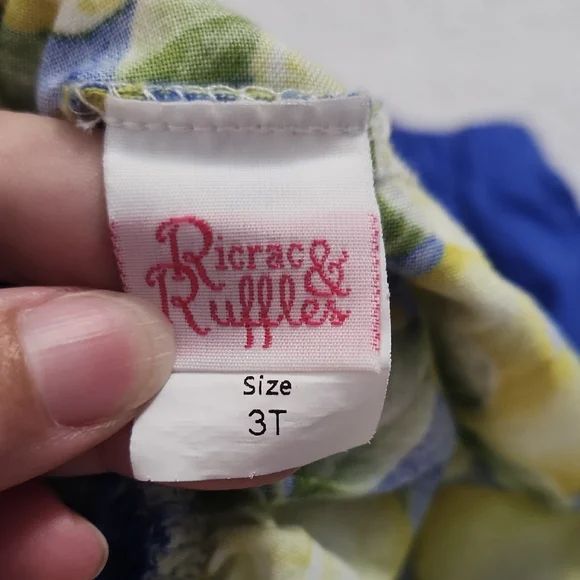 Ricrac &
Ruffles
Size
3T